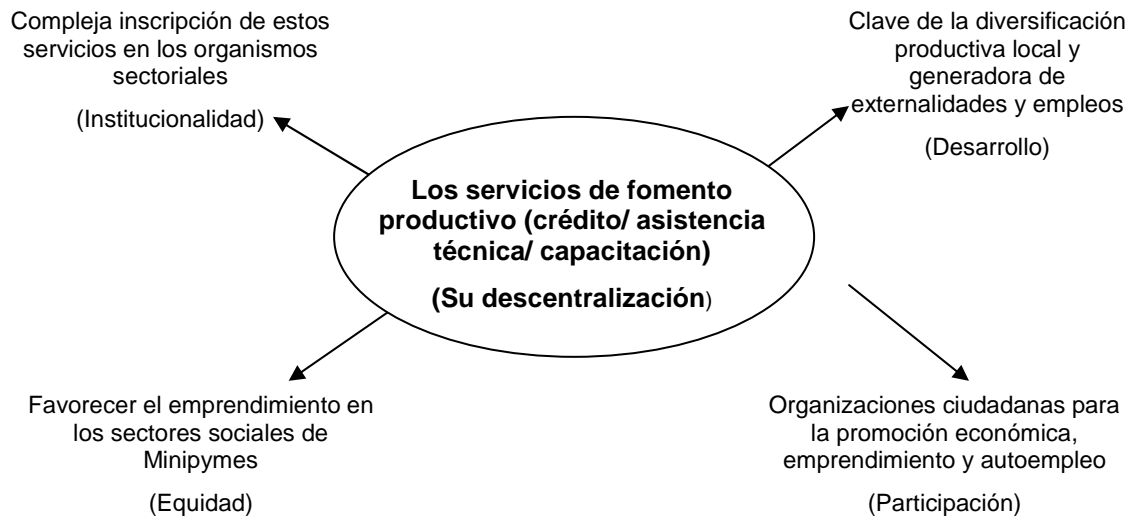 Compleja inscripción de estos
servicios en los organismos
sectoriales
(Institucionalidad)
Clave de la diversificación
productiva local y
generadora de
externalidades y empleos
(Desarrollo)
Los servicios de fomento
productivo (crédito/ asistencia
técnica/ capacitación)
(Su descentralización)
Favorecer el emprendimiento en
los sectores sociales de
Minipymes
(Equidad)
Organizaciones ciudadanas para
la promoción económica,
emprendimiento y autoempleo
(Participación)